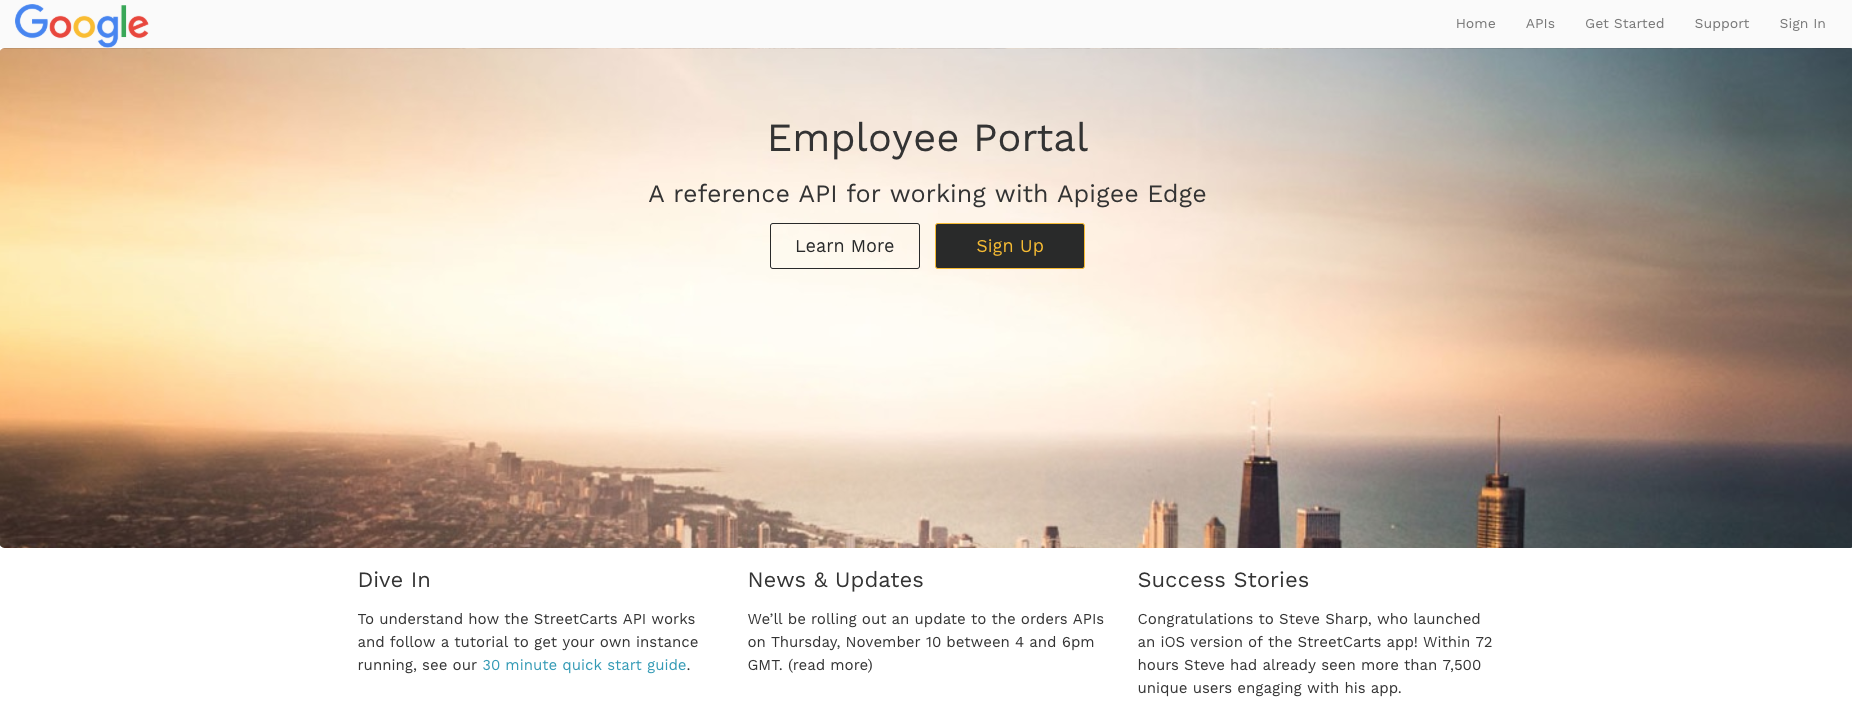 Google
Home APIs Get Started Support Sign In
Employee Portal
A reference API for working with Apigee Edge
Learn More Sign Up
Dive In
To understand how the StreetCarts API works
and follow a tutorial to get your own instance
running, see our 30 minute quick start guide.
News & Updates
We’ll be rolling out an update to the orders APIs
on Thursday, November 10 between 4 and 6pm
GMT. (read more)
Success Stories
Congratulations to Steve Sharp, who launched
an iOS version of the StreetCarts app! Within 72
hours Steve had already seen more than 7,500
unique users engaging with his app.